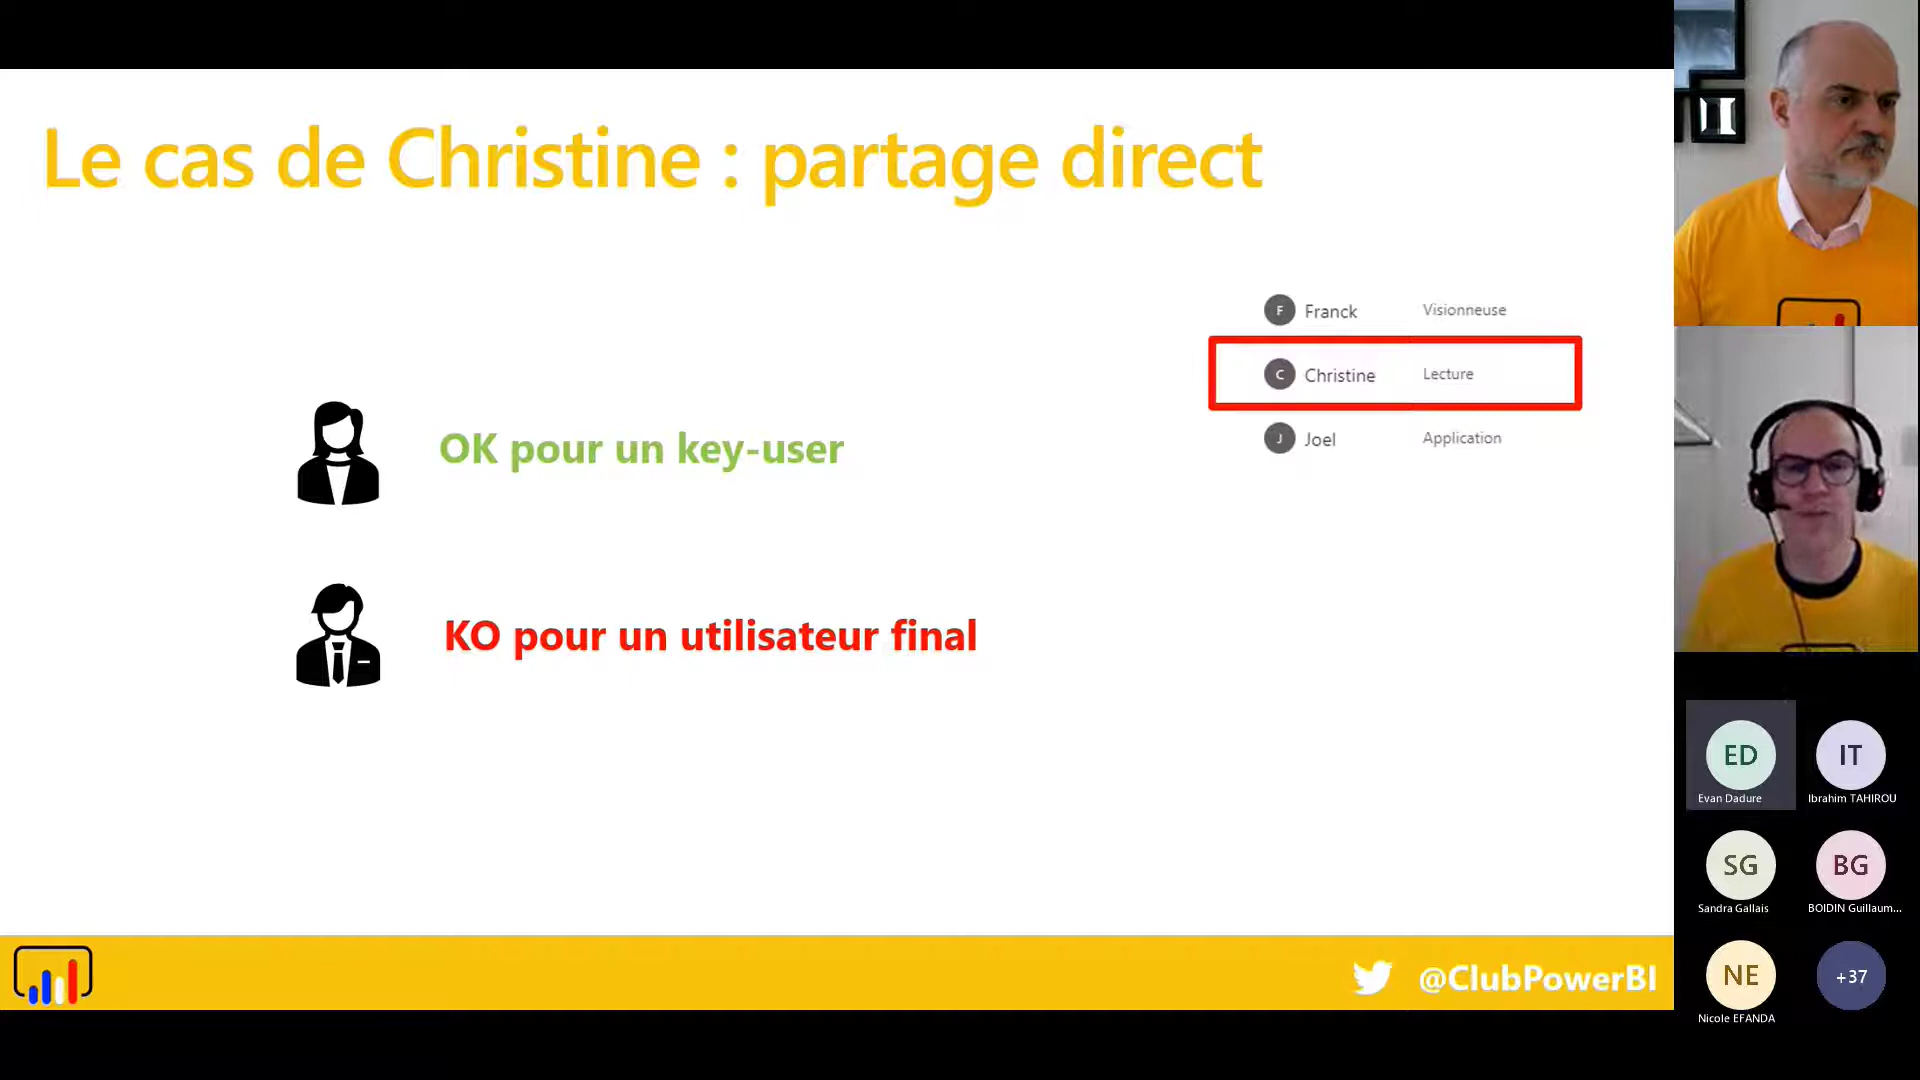 Le cas de Christine : partage direct
F Franck Visionneuse
C Christine Lecture
J Joel Application
OK pour un key-user
KO pour un utilisateur final
@ClubPowerBI
ED IT
Evan Dadure Ibrahim TAHIROU
SG BG
Sandra Gallais BOIDIN Guillaum...
NE +37
Nicole EFANDA